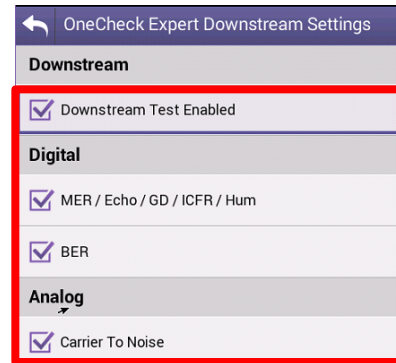 OneCheck Expert Downstream Settings
Downstream
Downstream Test Enabled
Digital
MER / Echo / GD / ICFR / Hum
BER
Analog
Carrier To Noise